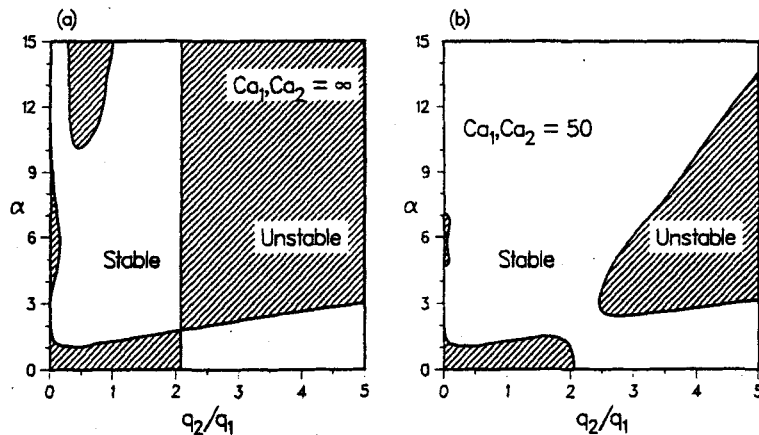 (a)
15
12
9
α
6
3
0
Ca₁,Ca₂ = ∞
Stable
Unstable
0 1 2 3 4 5
q₂/q₁
(b)
15
12
9
α
6
3
0
Ca₁,Ca₂ = 50
Stable
Unstable
0 1 2 3 4 5
q₂/q₁